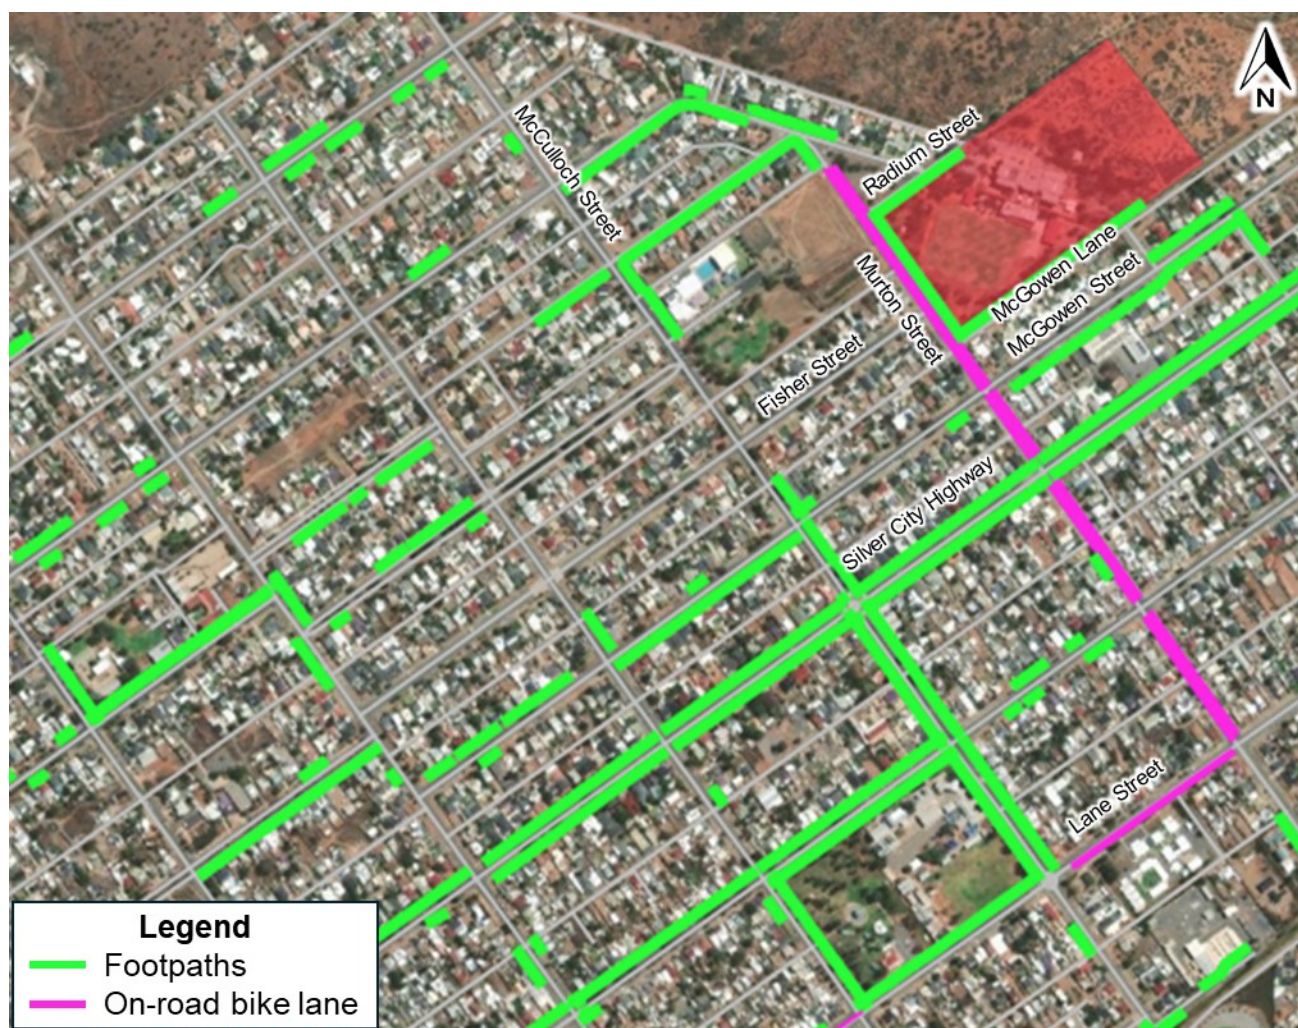 N
McCulloch Street
Radium Street
McGowen Lane
McGowen Street
Murton Street
Fisher Street
Silver City Highway
Lane Street
Legend
Footpaths
On-road bike lane